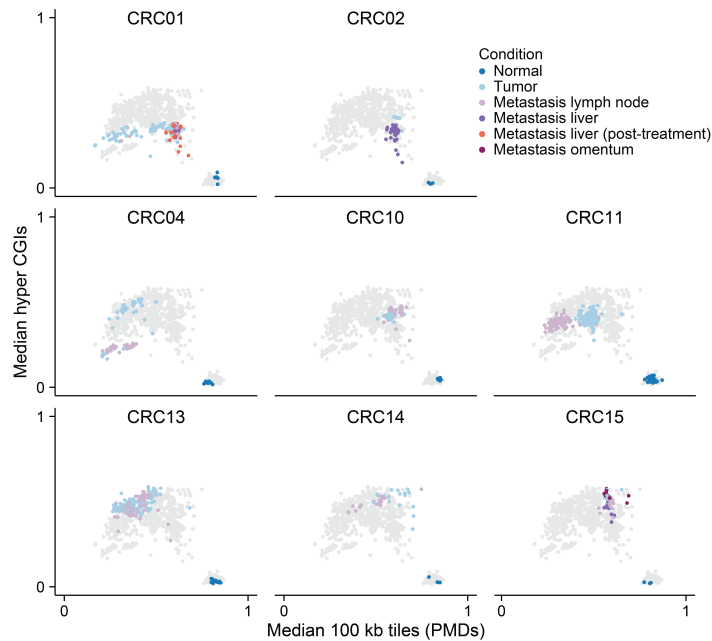 CRC01
CRC02
Condition
Normal
Tumor
Metastasis lymph node
Metastasis liver
Metastasis liver (post-treatment)
Metastasis omentum
1
0
CRC04
CRC10
CRC11
1
0
Median hyper CGIs
CRC13
CRC14
CRC15
1
0
0 1 0 1 0 1
Median 100 kb tiles (PMDs)